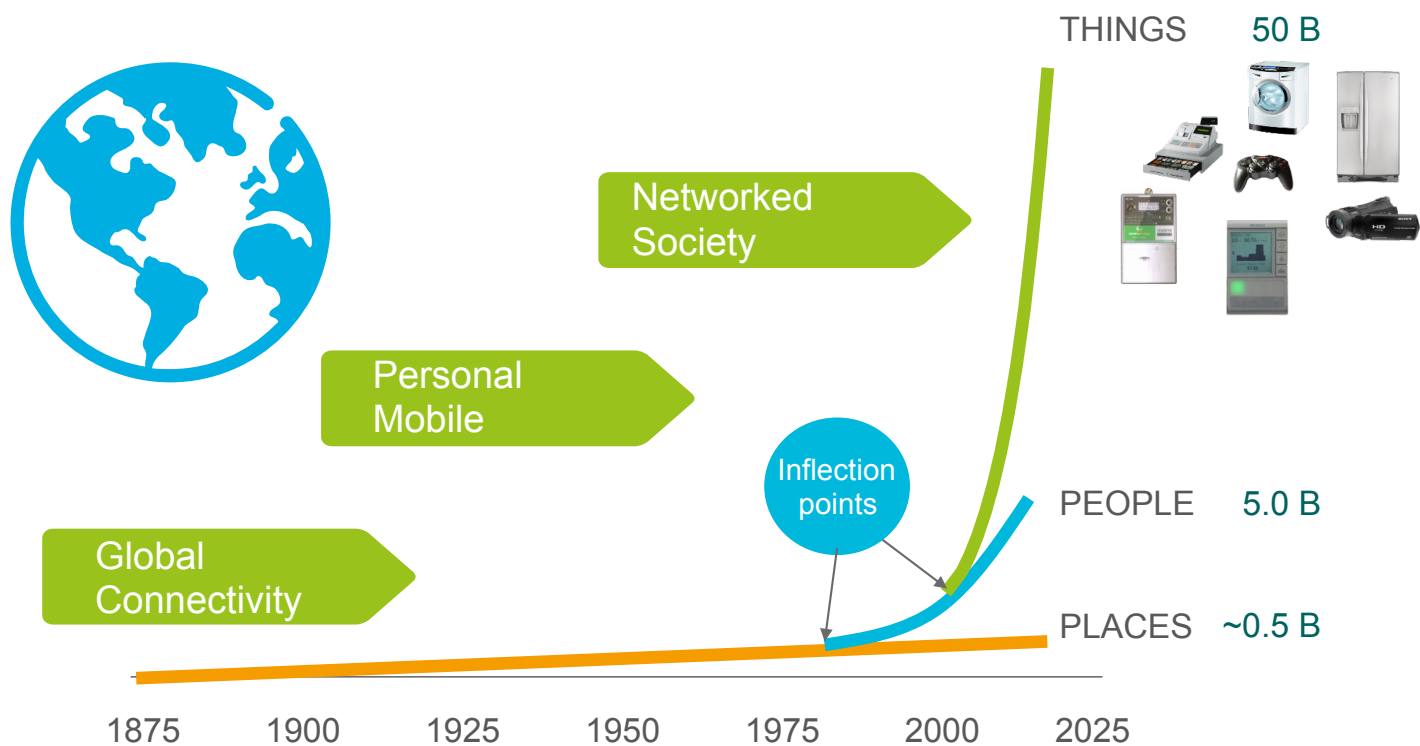 THINGS 50 B
Networked
Society
HD
Personal
Mobile
Inflection
points
PEOPLE 5.0 B
Global
Connectivity
PLACES ~0.5 B
1875 1900 1925 1950 1975 2000 2025